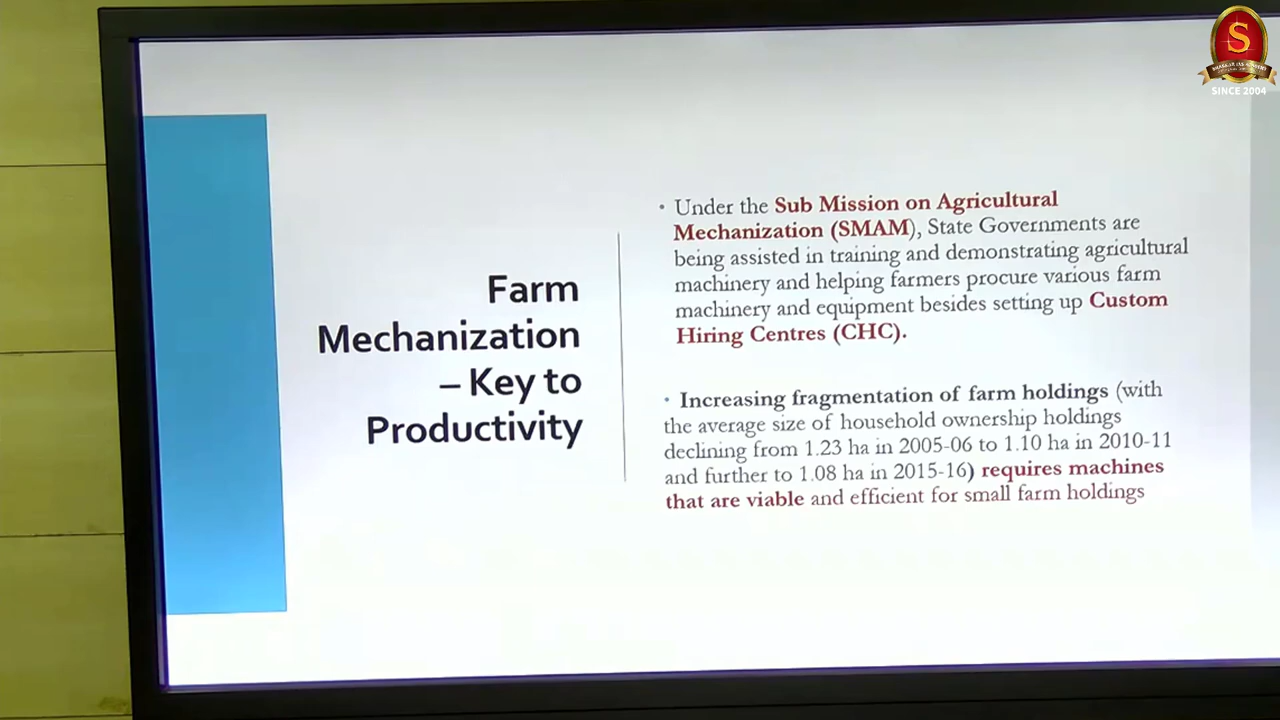 S
SINCE 2004
Farm
Mechanization
– Key to
Productivity
• Under the Sub Mission on Agricultural
Mechanization (SMAM), State Governments are
being assisted in training and demonstrating agricultural
machinery and helping farmers procure various farm
machinery and equipment besides setting up Custom
Hiring Centres (CHC).
• Increasing fragmentation of farm holdings (with
the average size of household ownership holdings
declining from 1.23 ha in 2005-06 to 1.10 ha in 2010-11
and further to 1.08 ha in 2015-16) requires machines
that are viable and efficient for small farm holdings